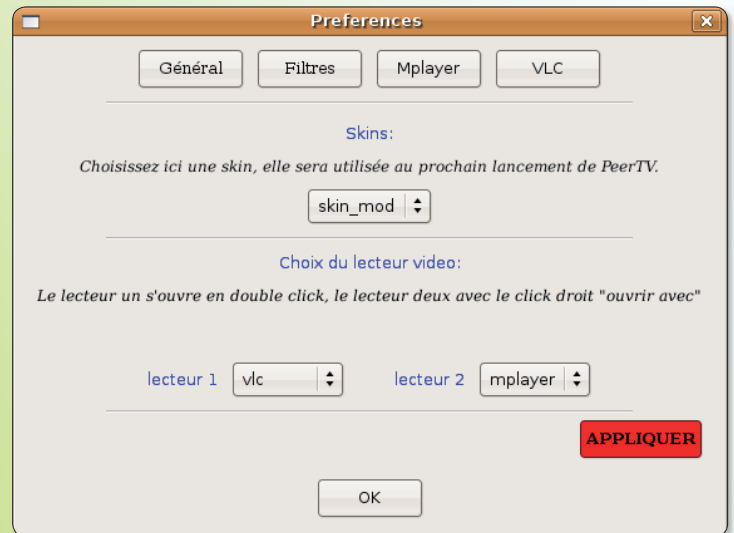 Preferences
Général Filtres Mplayer VLC
Skins:
Choisissez ici une skin, elle sera utilisée au prochain lancement de PeerTV.
skin_mod
Choix du lecteur video:
Le lecteur un s'ouvre en double click, le lecteur deux avec le click droit "ouvrir avec"
lecteur 1 vlc lecteur 2 mplayer
APPLIQUER
OK